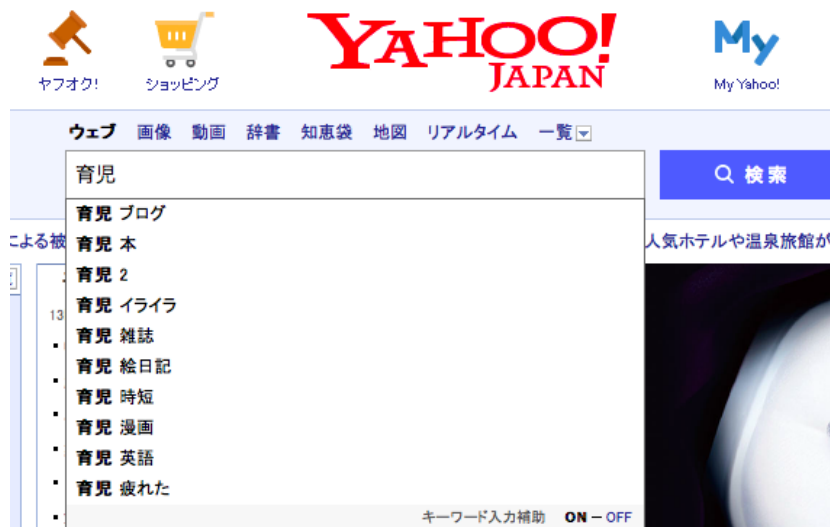 ヤフオク!
ショッピング
YAHOO!
JAPAN
My
My Yahoo!
ウェブ 画像 動画 辞書 知恵袋 地図 リアルタイム 一覧
育児
検索
育児 ブログ
による被
育児 本
人気ホテルや温泉旅館が
育児 2
育児 イライラ
13
育児 雑誌
育児 絵日記
育児 時短
育児 漫画
育児 英語
育児 疲れた
キーワード入力補助 ON − OFF